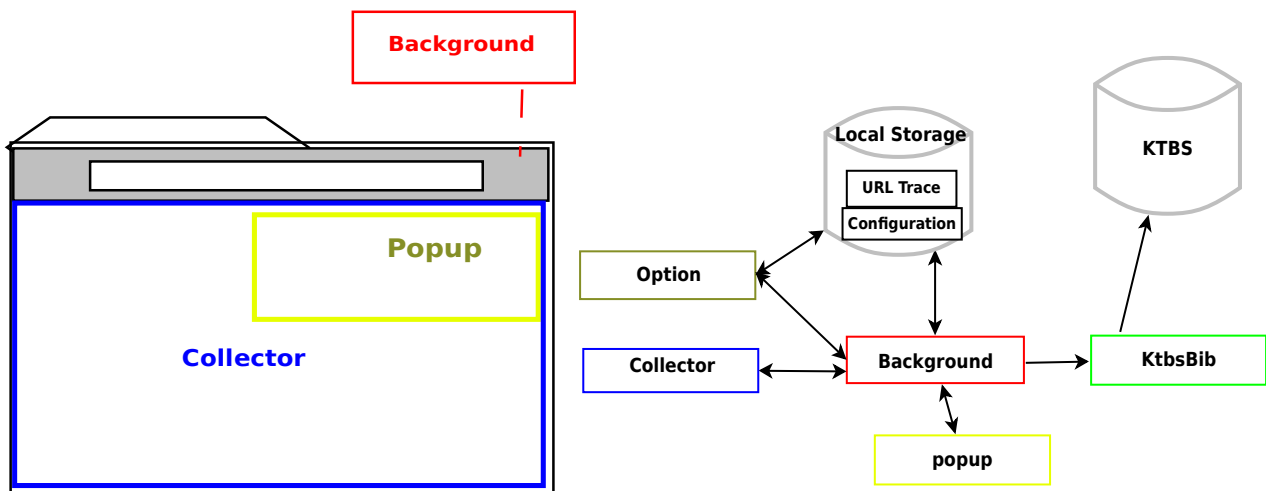 Background
Popup
Collector
Local Storage
URL Trace
Configuration
KTBS
Option
Collector
Background
KtbsBib
popup